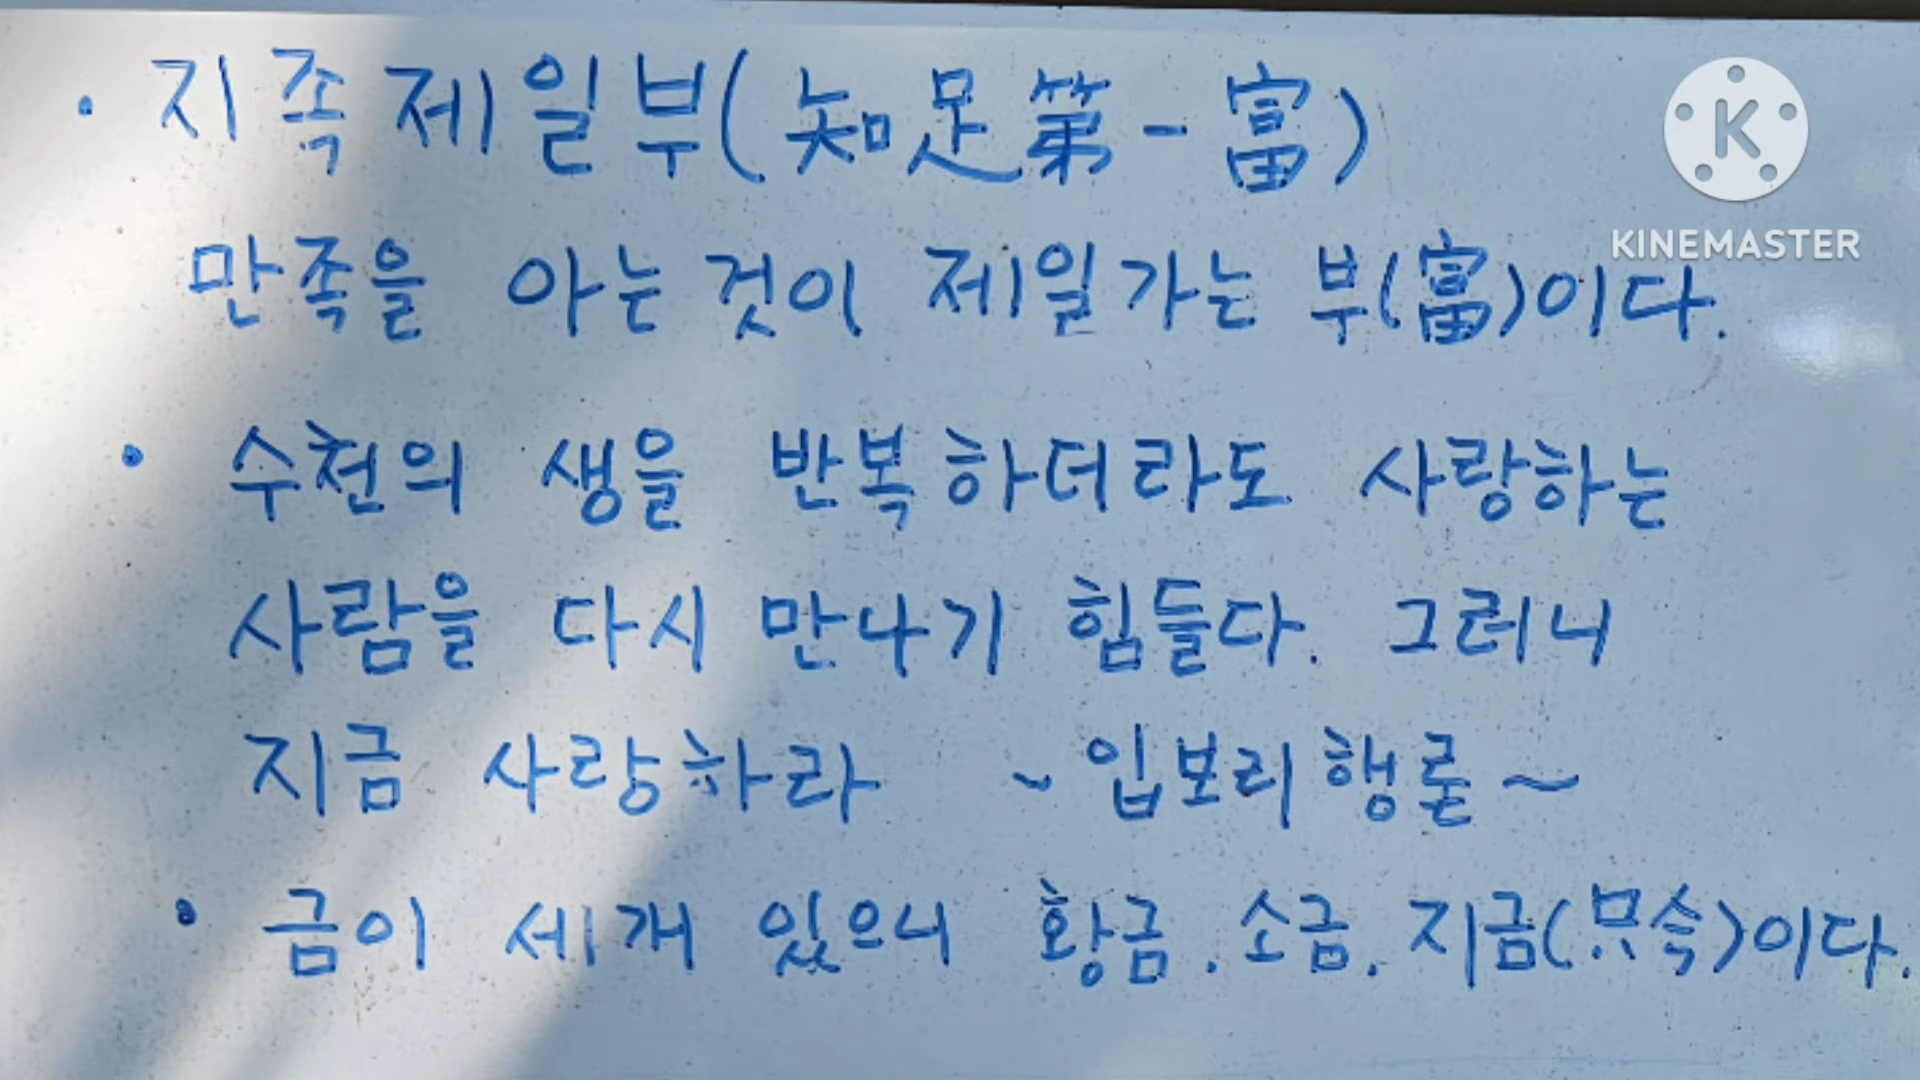 · 지족제일부(知足第一富)
만족을 아는것이 제일가는 부(富)이다.
· 수천의 생을 반복하더라도 사랑하는
사람을 다시 만나기 힘들다. 그러니
지금 사랑하라 ~입보리행론~
· 금이 세개 있으니 황금. 소금. 지금(只今)이다.
KINEMASTER